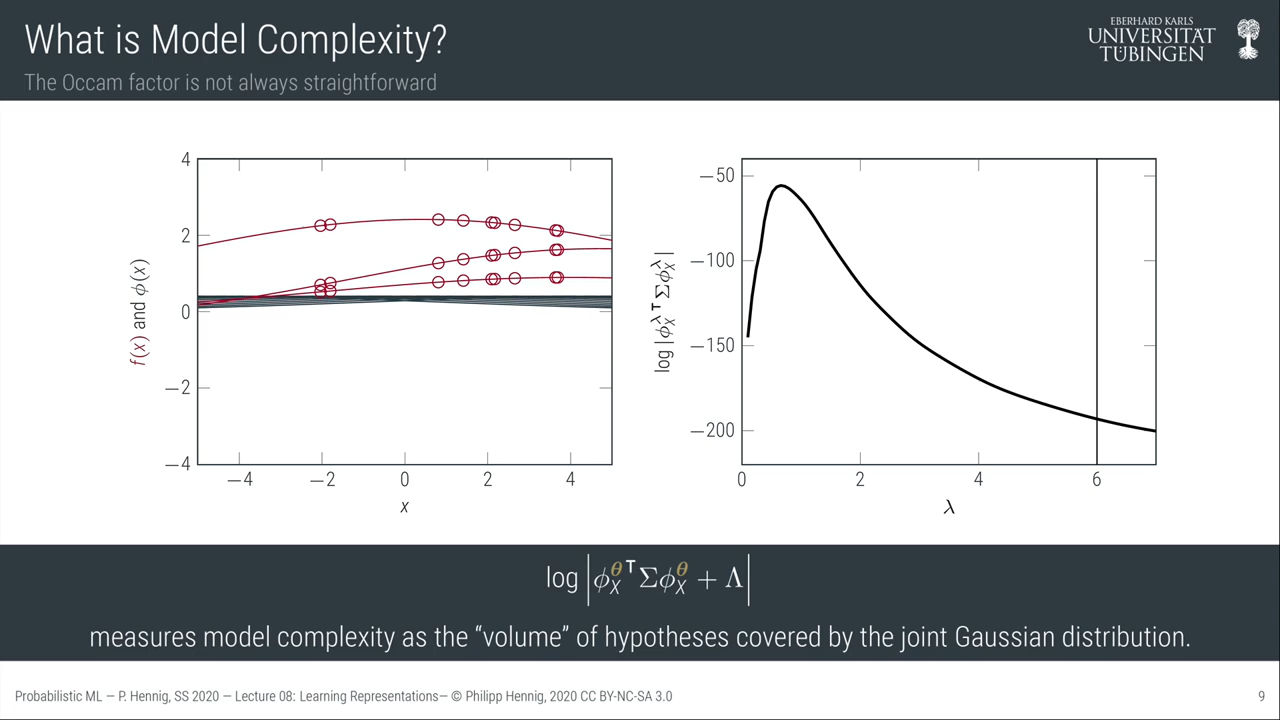 What is Model Complexity?
The Occam factor is not always straightforward
EBERHARD KARLS
UNIVERSITÄT
TÜBINGEN
f(x) and ϕ(x)
4
2
0
−2
−4
−4 −2 0 2 4
x
log |ϕ_X^λ⊤ Σ ϕ_X^λ|
−50
−100
−150
−200
0 2 4 6
λ
log |ϕ_X^θ⊤ Σ ϕ_X^θ + Λ|
measures model complexity as the “volume” of hypotheses covered by the joint Gaussian distribution.
Probabilistic ML — P. Hennig, SS 2020 — Lecture 08: Learning Representations— © Philipp Hennig, 2020 CC BY-NC-SA 3.0
9